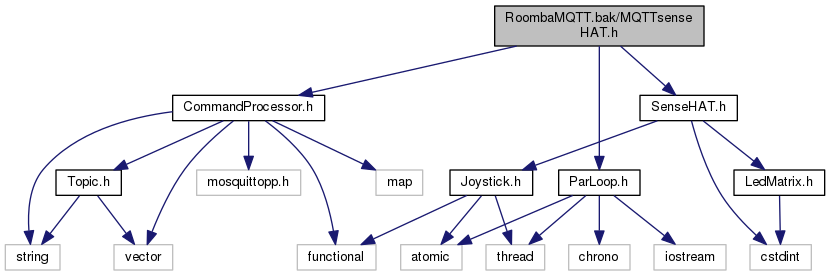 RoombaMQTT.bak/MQTTsense
HAT.h
CommandProcessor.h
SenseHAT.h
Topic.h
mosquittopp.h
map
Joystick.h
ParLoop.h
LedMatrix.h
string
vector
functional
atomic
thread
chrono
iostream
cstdint